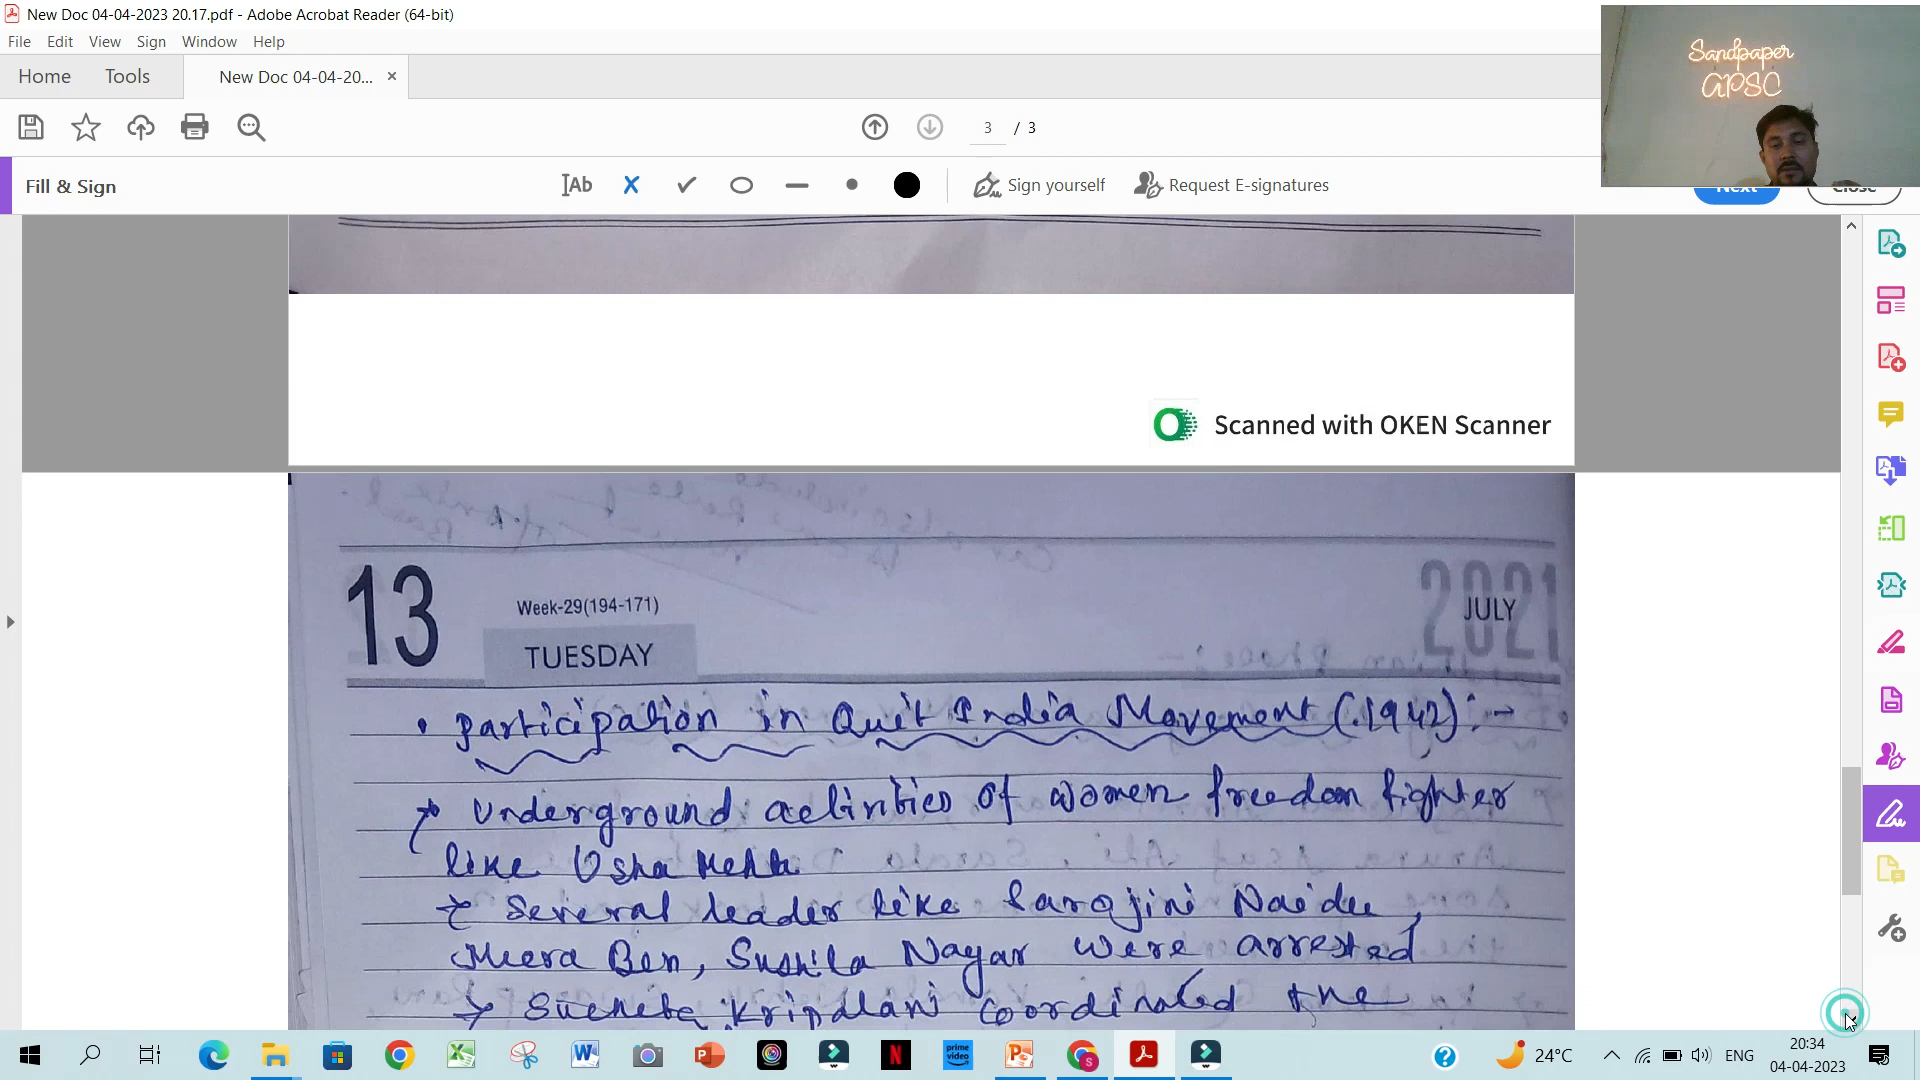 New Doc 04-04-2023 20.17.pdf - Adobe Acrobat Reader (64-bit)
File Edit View Sign Window Help
Home Tools New Doc 04-04-20... ×
Sandpaper
APSC
3 / 3
Fill & Sign
Ab
Sign yourself Request E-signatures
Next Close
Scanned with OKEN Scanner
13
Week-29(194-171)
TUESDAY
2021
JULY
• participation in Quit India Movement (1942):-
Underground activities of women freedom fighter
like Usha Mehta
→ Several leader like Sarojini Naidu,
Meera Ben, Sushila Nayar were arrested
→ Sucheta Kripalani coordinated the
24°C
ENG
20:34
04-04-2023